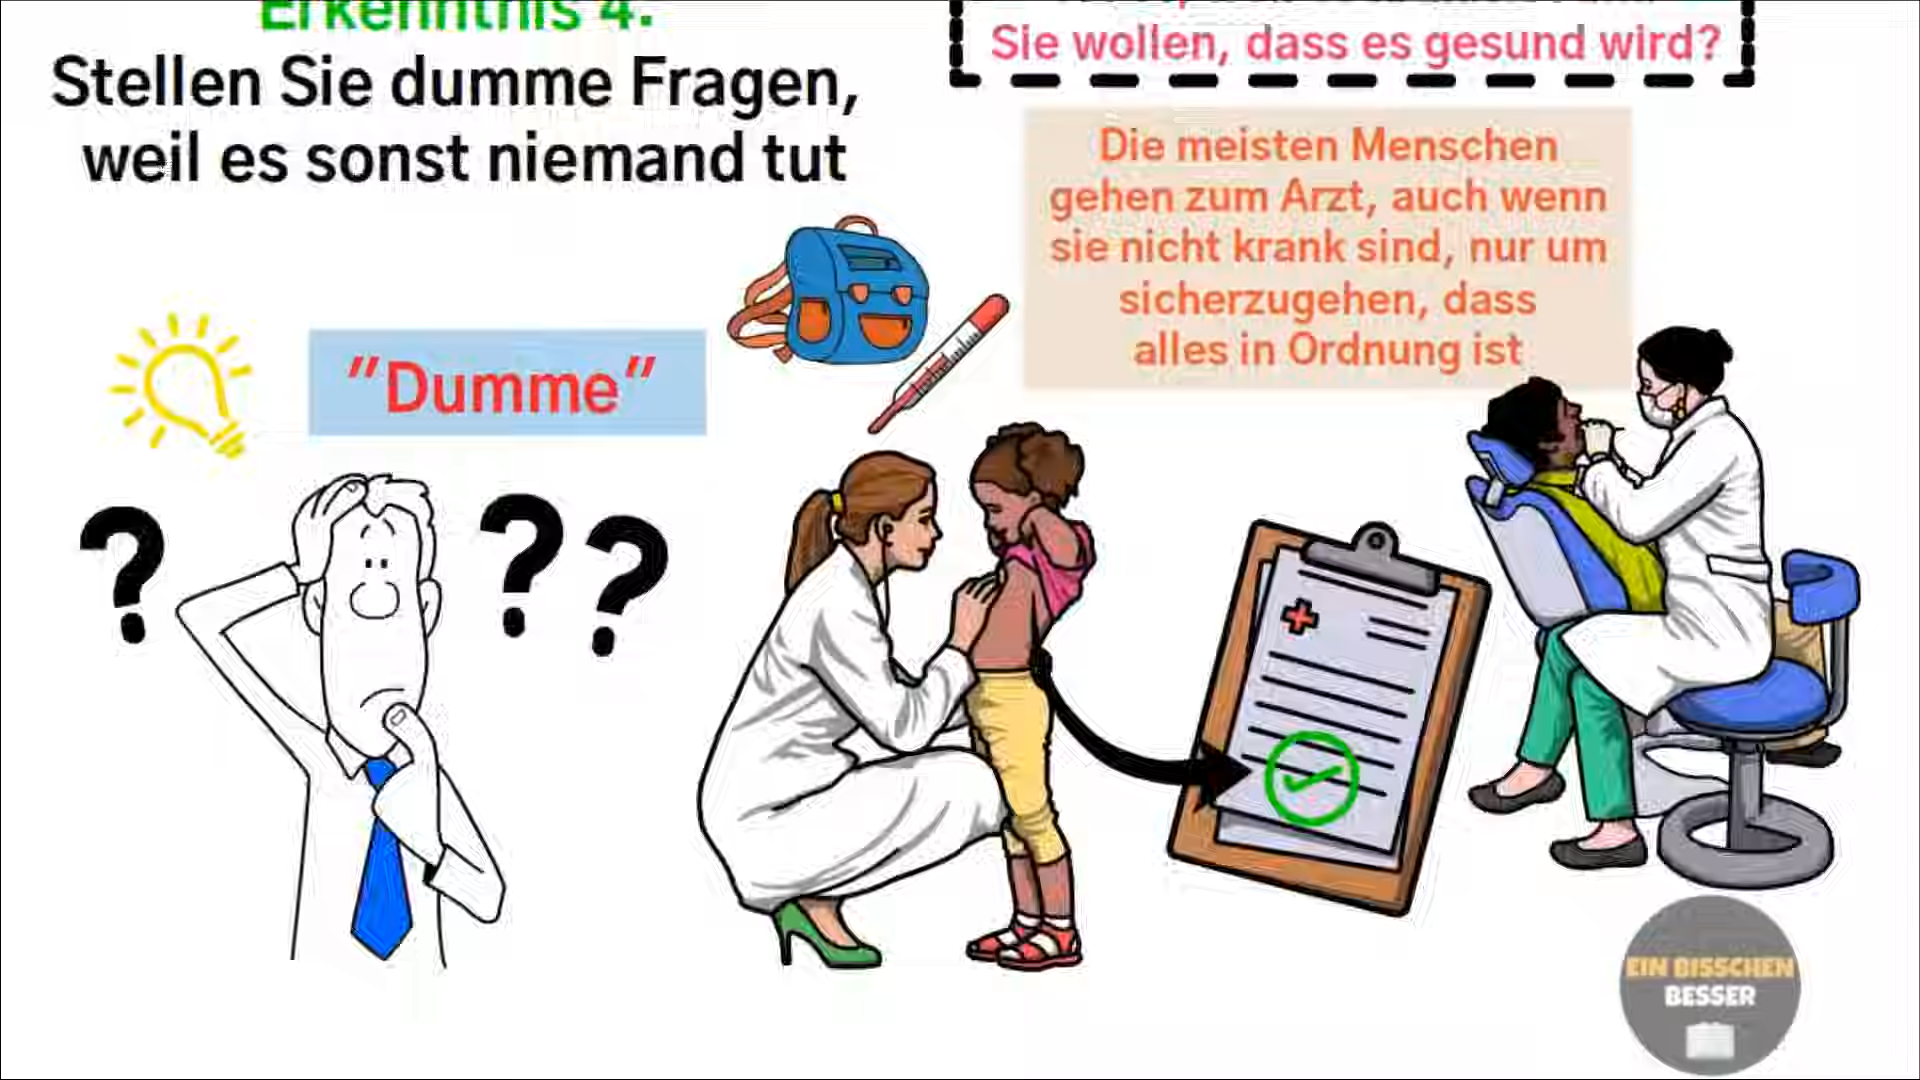 Erkenntnis 4:
Stellen Sie dumme Fragen,
weil es sonst niemand tut
Sie wollen, dass es gesund wird?
Die meisten Menschen
gehen zum Arzt, auch wenn
sie nicht krank sind, nur um
sicherzugehen, dass
alles in Ordnung ist
"Dumme"
? ? ?
EIN BISSCHEN
BESSER